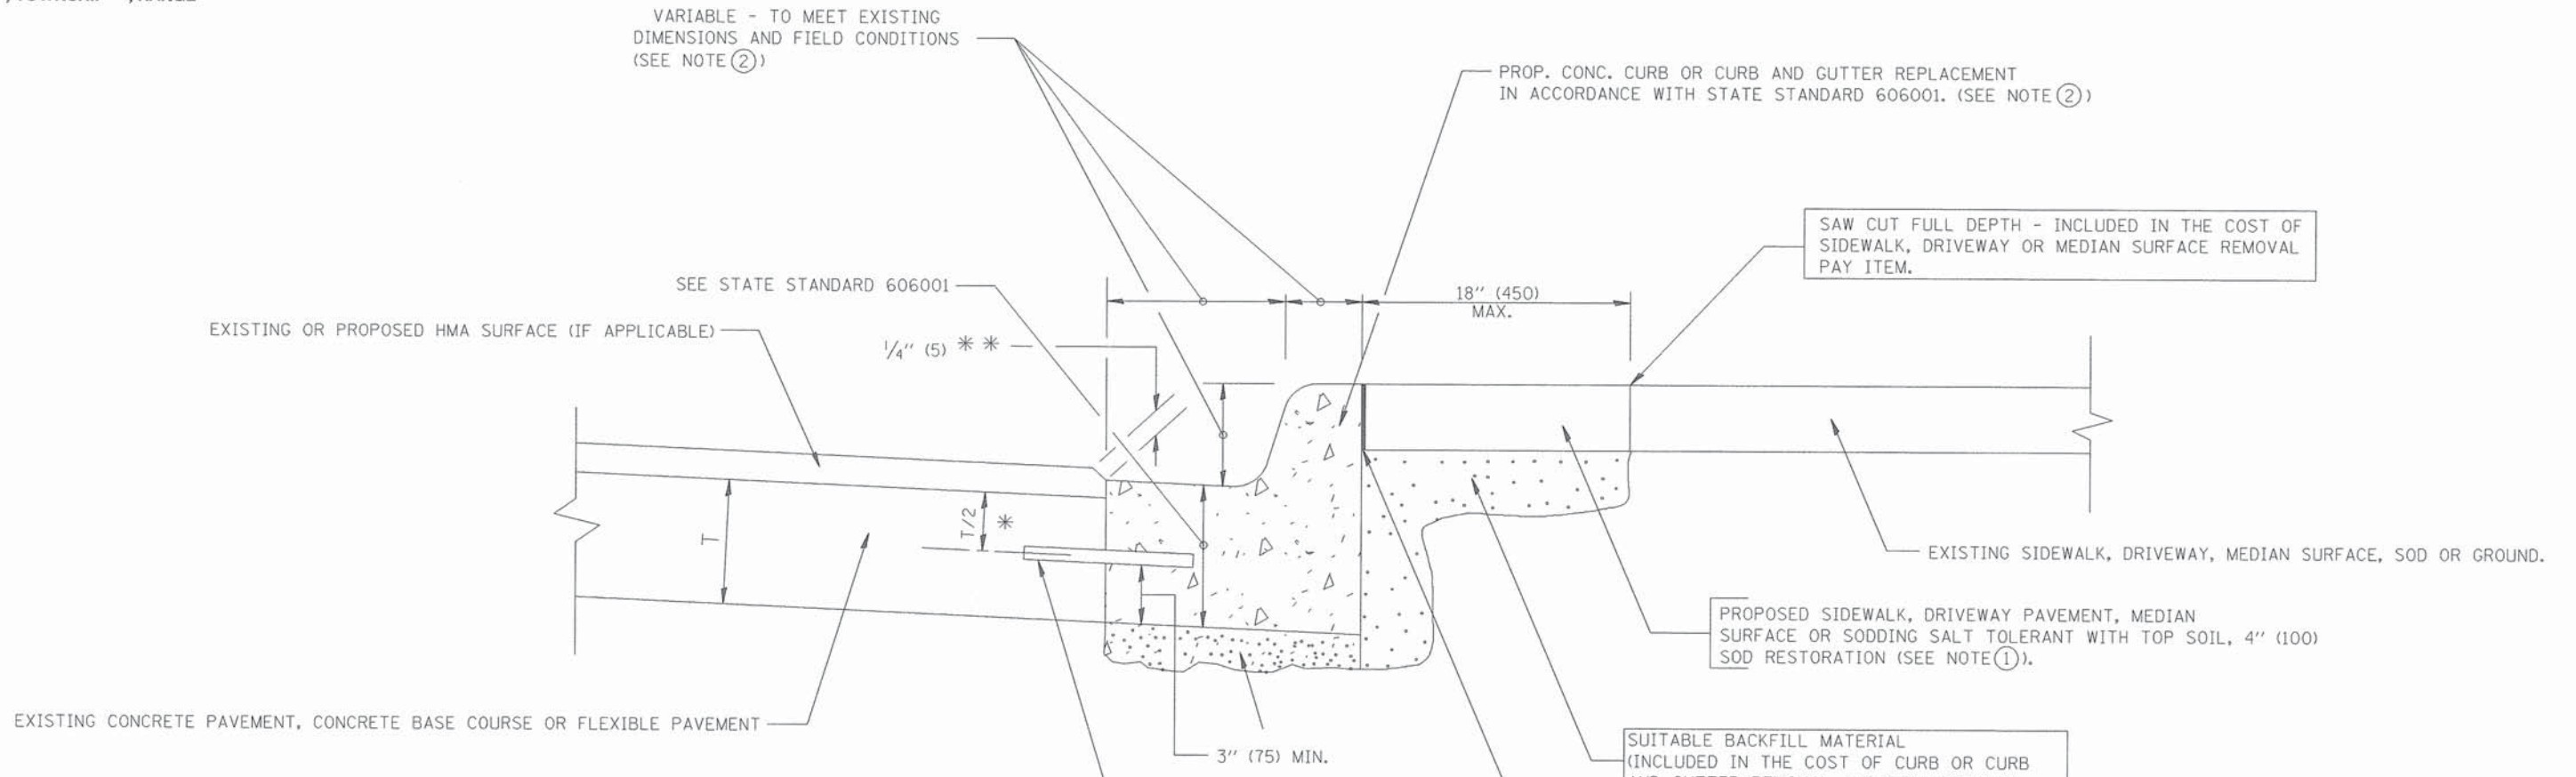 VARIABLE - TO MEET EXISTING
DIMENSIONS AND FIELD CONDITIONS
(SEE NOTE ②)
PROP. CONC. CURB OR CURB AND GUTTER REPLACEMENT
IN ACCORDANCE WITH STATE STANDARD 606001. (SEE NOTE ②)
SAW CUT FULL DEPTH - INCLUDED IN THE COST OF
SIDEWALK, DRIVEWAY OR MEDIAN SURFACE REMOVAL
PAY ITEM.
SEE STATE STANDARD 606001
18" (450)
MAX.
EXISTING OR PROPOSED HMA SURFACE (IF APPLICABLE)
1/4" (5) * *
T
T/2 *
EXISTING SIDEWALK, DRIVEWAY, MEDIAN SURFACE, SOD OR GROUND.
PROPOSED SIDEWALK, DRIVEWAY PAVEMENT, MEDIAN
SURFACE OR SODDING SALT TOLERANT WITH TOP SOIL, 4" (100)
SOD RESTORATION (SEE NOTE ①).
EXISTING CONCRETE PAVEMENT, CONCRETE BASE COURSE OR FLEXIBLE PAVEMENT
3" (75) MIN.
SUITABLE BACKFILL MATERIAL
(INCLUDED IN THE COST OF CURB OR CURB